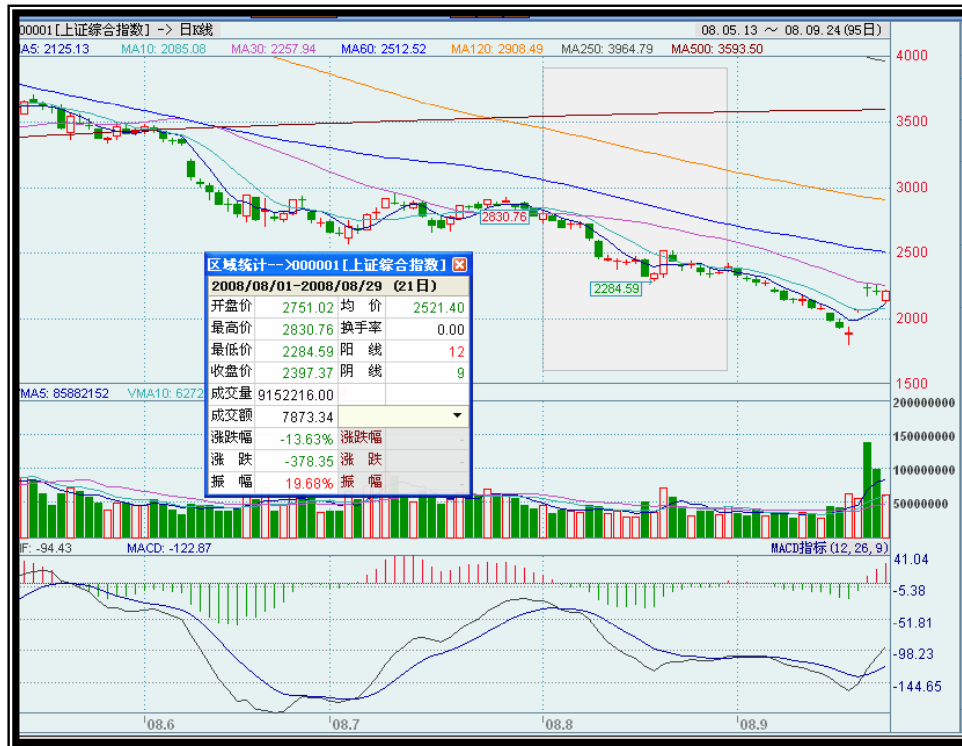 00001[上证综合指数] -> 日K线 08.05.13 ～ 08.09.24(95日)
A5: 2125.13 MA10: 2085.08 MA30: 2257.94 MA60: 2512.52 MA120: 2908.49 MA250: 3964.79 MA500: 3593.50
4000
3500
3000
2830.76
2500
区域统计-->000001[上证综合指数]
2008/08/01-2008/08/29 (21日)
2284.59
开盘价 2751.02 均 价 2521.40
最高价 2830.76 换手率 0.00
2000
最低价 2284.59 阳 线 12
收盘价 2397.37 阴 线 9
1500
MA5: 85882152 VMA10: 6272
成交量 9152216.00
200000000
成交额 7873.34
涨跌幅 -13.63% 涨跌幅 -
150000000
涨 跌 -378.35 涨 跌 -
100000000
振 幅 19.68% 振 幅 -
50000000
IF: -94.43 MACD: -122.87 MACD指标(12,26,9)
41.04
-5.38
-51.81
-98.23
-144.65
08.6 08.7 08.8 08.9